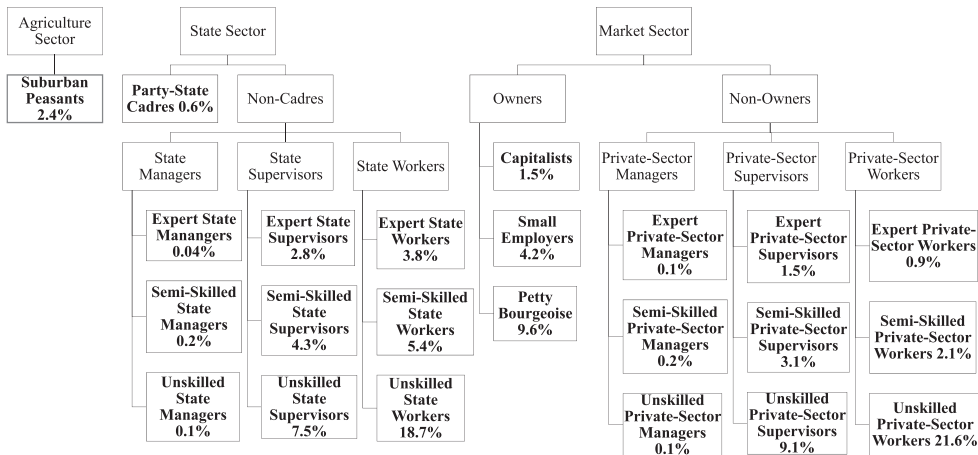 Agriculture
Sector
State Sector
Market Sector
Suburban
Peasants
2.4%
Party-State
Cadres 0.6%
Non-Cadres
Owners
Non-Owners
State
Managers
State
Supervisors
State Workers
Capitalists
1.5%
Private-Sector
Managers
Private-Sector
Supervisors
Private-Sector
Workers
Expert State
Manangers
0.04%
Expert State
Supervisors
2.8%
Expert State
Workers
3.8%
Small
Employers
4.2%
Expert
Private-Sector
Managers
0.1%
Expert
Private-Sector
Supervisors
1.5%
Expert Private-
Sector Workers
0.9%
Semi-Skilled
State
Managers
0.2%
Semi-Skilled
State
Supervisors
4.3%
Semi-Skilled
State
Workers
5.4%
Petty
Bourgeoise
9.6%
Semi-Skilled
Private-Sector
Managers
0.2%
Semi-Skilled
Private-Sector
Supervisors
3.1%
Semi-Skilled
Private-Sector
Workers 2.1%
Unskilled
State
Managers
0.1%
Unskilled
State
Supervisors
7.5%
Unskilled
State
Workers
18.7%
Unskilled
Private-Sector
Managers
0.1%
Unskilled
Private-Sector
Supervisors
9.1%
Unskilled
Private-Sector
Workers 21.6%